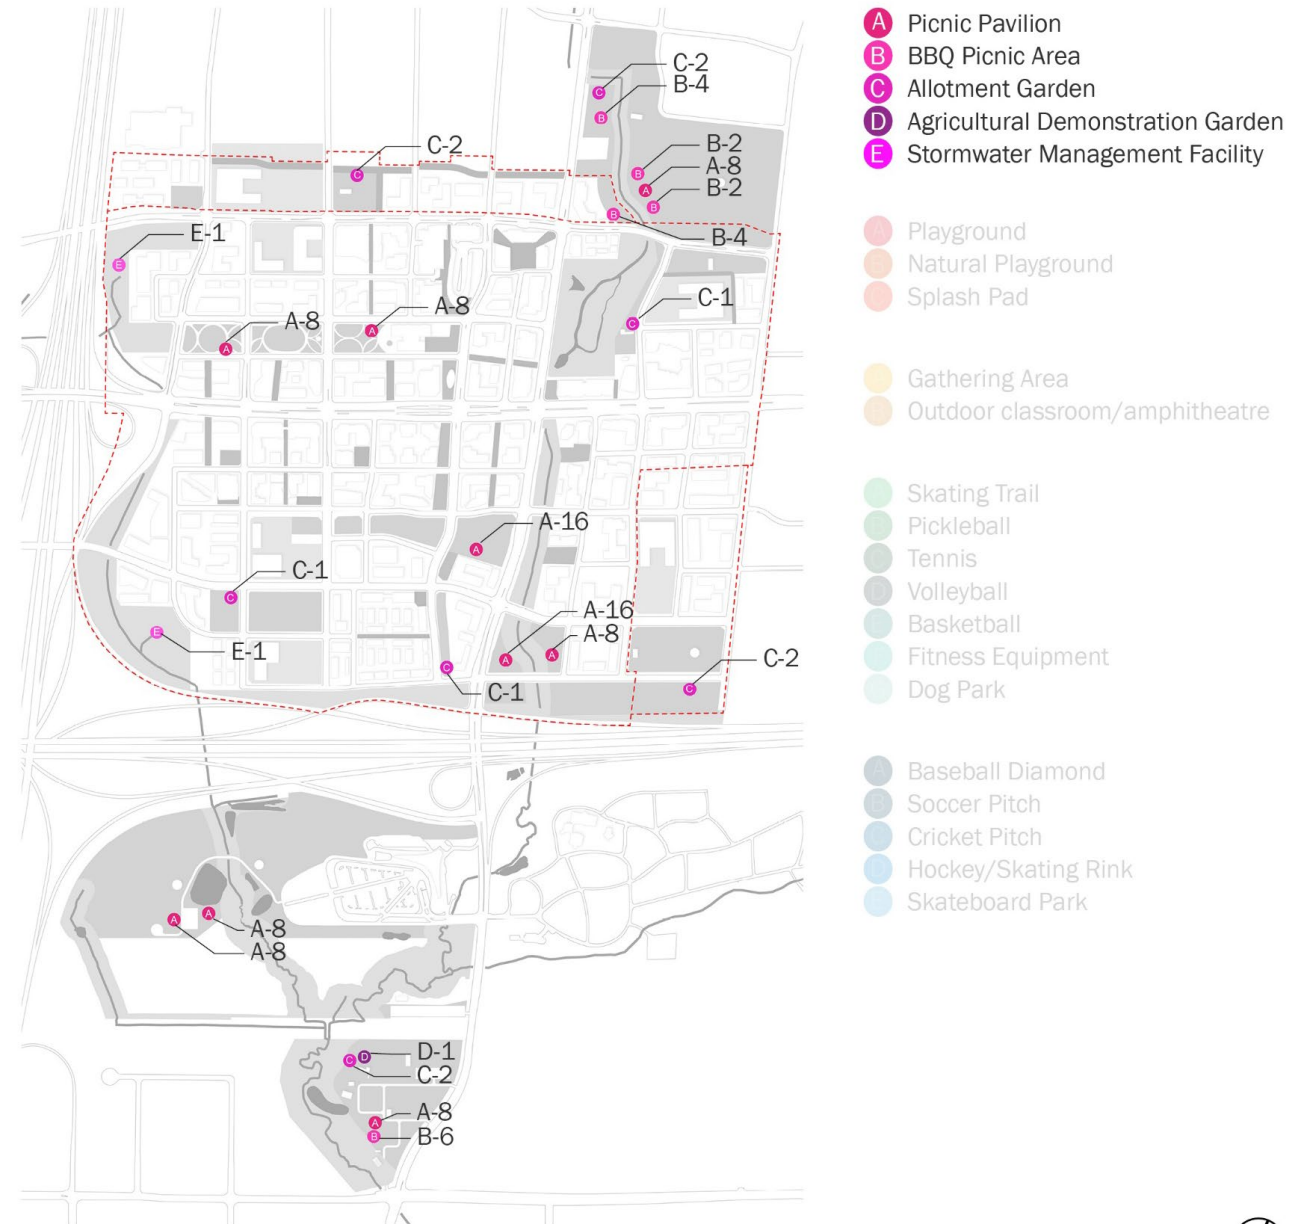 C-2
B-4
C-2
B-2
A-8
B-2
E-1
B-4
C-1
A-8
A-8
A-16
C-1
A-16
A-8
E-1
C-2
C-1
A-8
A-8
D-1
C-2
A-8
B-6
A Picnic Pavilion
B BBQ Picnic Area
C Allotment Garden
D Agricultural Demonstration Garden
E Stormwater Management Facility
A Playground
Natural Playground
Splash Pad
Gathering Area
Outdoor classroom/amphitheatre
Skating Trail
Pickleball
Tennis
Volleyball
Basketball
Fitness Equipment
Dog Park
Baseball Diamond
Soccer Pitch
Cricket Pitch
Hockey/Skating Rink
Skateboard Park